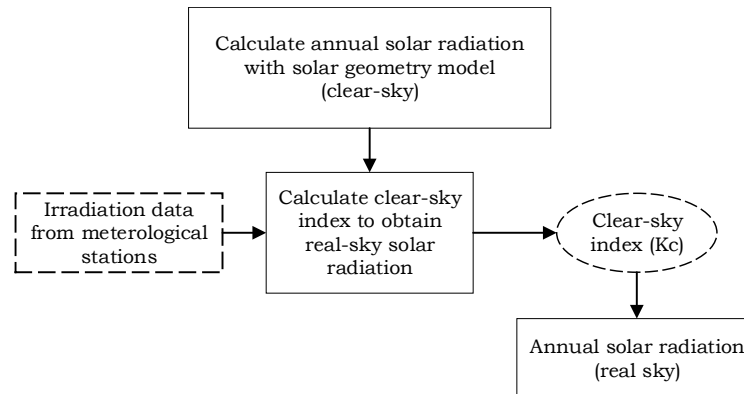 Calculate annual solar radiation
with solar geometry model
(clear-sky)
Irradiation data
from meterological
stations
Calculate clear-sky
index to obtain
real-sky solar
radiation
Clear-sky
index (Kc)
Annual solar radiation
(real sky)